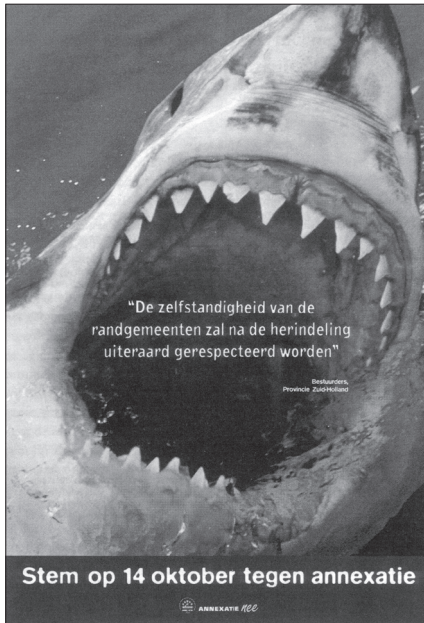 “De zelfstandigheid van de
randgemeenten zal na de herindeling
uiteraard gerespecteerd worden”
Bestuurders,
Provincie Zuid-Holland
Stem op 14 oktober tegen annexatie
ANNEXATIE nee